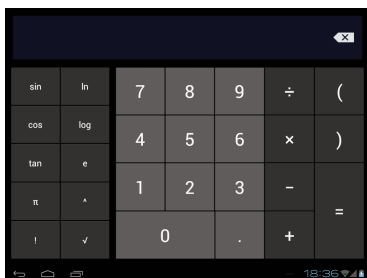 sin ln 7 8 9 ÷ (
cos log 4 5 6 × )
tan e
π ^ 1 2 3 − =
! √ 0 . +
18:36